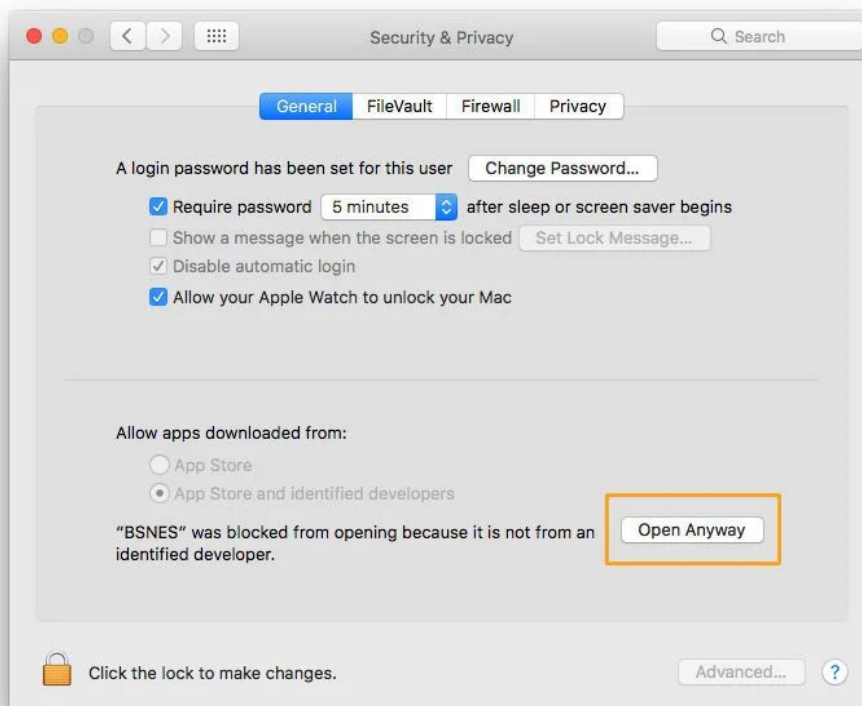 Security & Privacy
Search
General
FileVault
Firewall
Privacy
A login password has been set for this user
Change Password...
Require password
5 minutes
after sleep or screen saver begins
Show a message when the screen is locked
Set Lock Message...
Disable automatic login
Allow your Apple Watch to unlock your Mac
Allow apps downloaded from:
App Store
App Store and identified developers
“BSNES” was blocked from opening because it is not from an
identified developer.
Open Anyway
Click the lock to make changes.
Advanced...
?